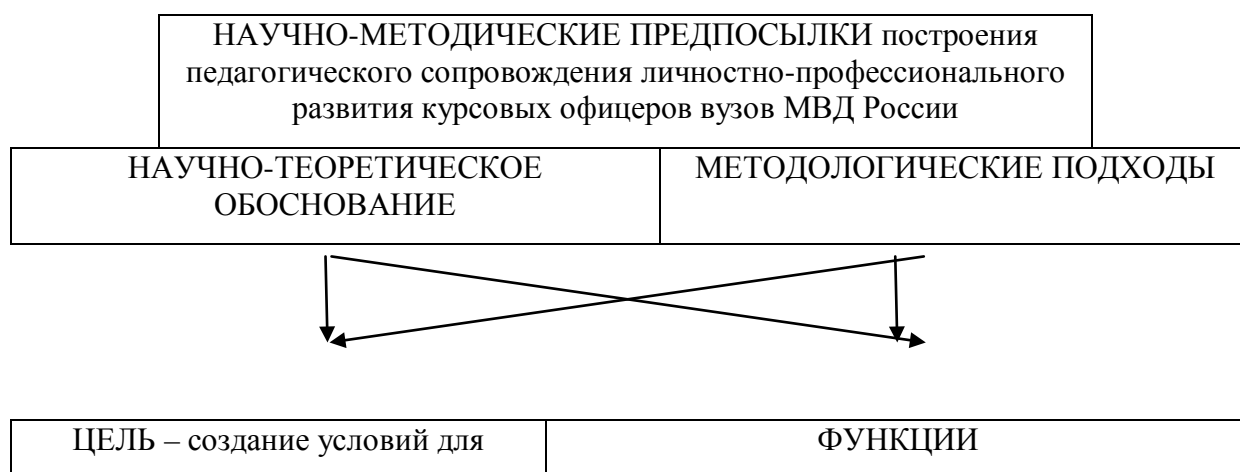 НАУЧНО-МЕТОДИЧЕСКИЕ ПРЕДПОСЫЛКИ построения
педагогического сопровождения личностно-профессионального
развития курсовых офицеров вузов МВД России
НАУЧНО-ТЕОРЕТИЧЕСКОЕ
ОБОСНОВАНИЕ
МЕТОДОЛОГИЧЕСКИЕ ПОДХОДЫ
ЦЕЛЬ – создание условий для
ФУНКЦИИ